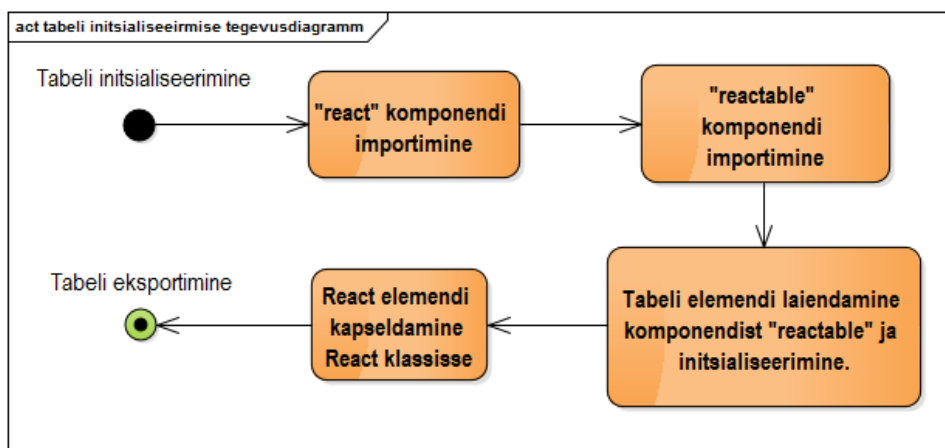 act tabeli initsialiseeirmise tegevusdiagramm
Tabeli initsialiseerimine
"react" komponendi
importimine
"reactable"
komponendi
importimine
Tabeli elemendi laiendamine
komponendist "reactable" ja
initsialiseerimine.
React elemendi
kapseldamine
React klassisse
Tabeli eksportimine